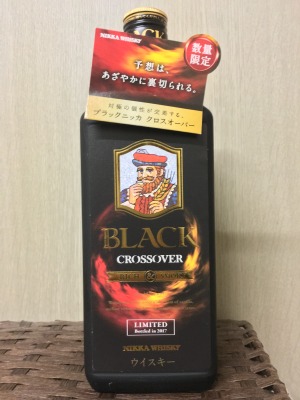 BLACK
NIKKA WHISKY
数量
限定
予想は、
あざやかに裏切られる。
対極の個性が交差する、
ブラックニッカ クロスオーバー
BLACK
CROSSOVER
RICH &
LIMITED
Bottled in 2017
NIKKA WHISKY
ウイスキー